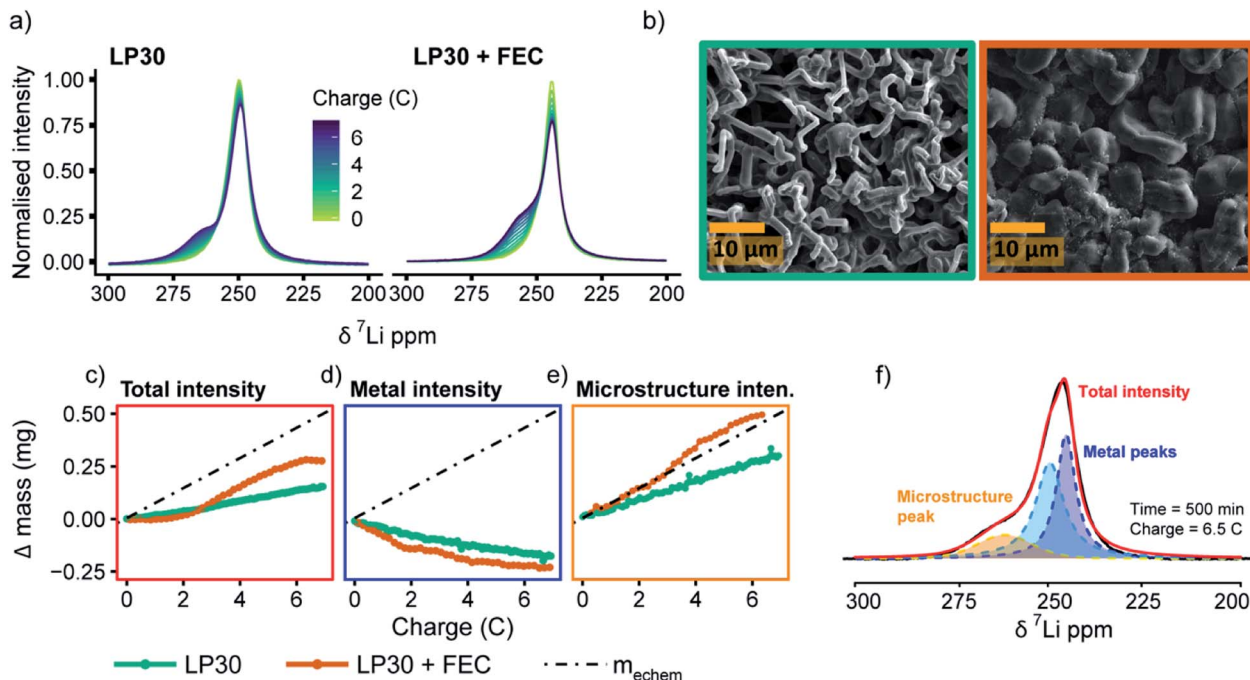 a)
LP30
LP30 + FEC
Normalised intensity
1.00
0.75
0.50
0.25
0.00
Charge (C)
6
4
2
0
300 275 250 225 200
300 275 250 225 200
δ ⁷Li ppm
b)
10 µm
10 µm
c) Total intensity
d) Metal intensity
e) Microstructure inten.
Δ mass (mg)
0.50
0.25
0.00
-0.25
0 2 4 6
0 2 4 6
0 2 4 6
Charge (C)
LP30
LP30 + FEC
m_echem
f)
Total intensity
Metal peaks
Microstructure
peak
Time = 500 min
Charge = 6.5 C
300 275 250 225 200
δ ⁷Li ppm